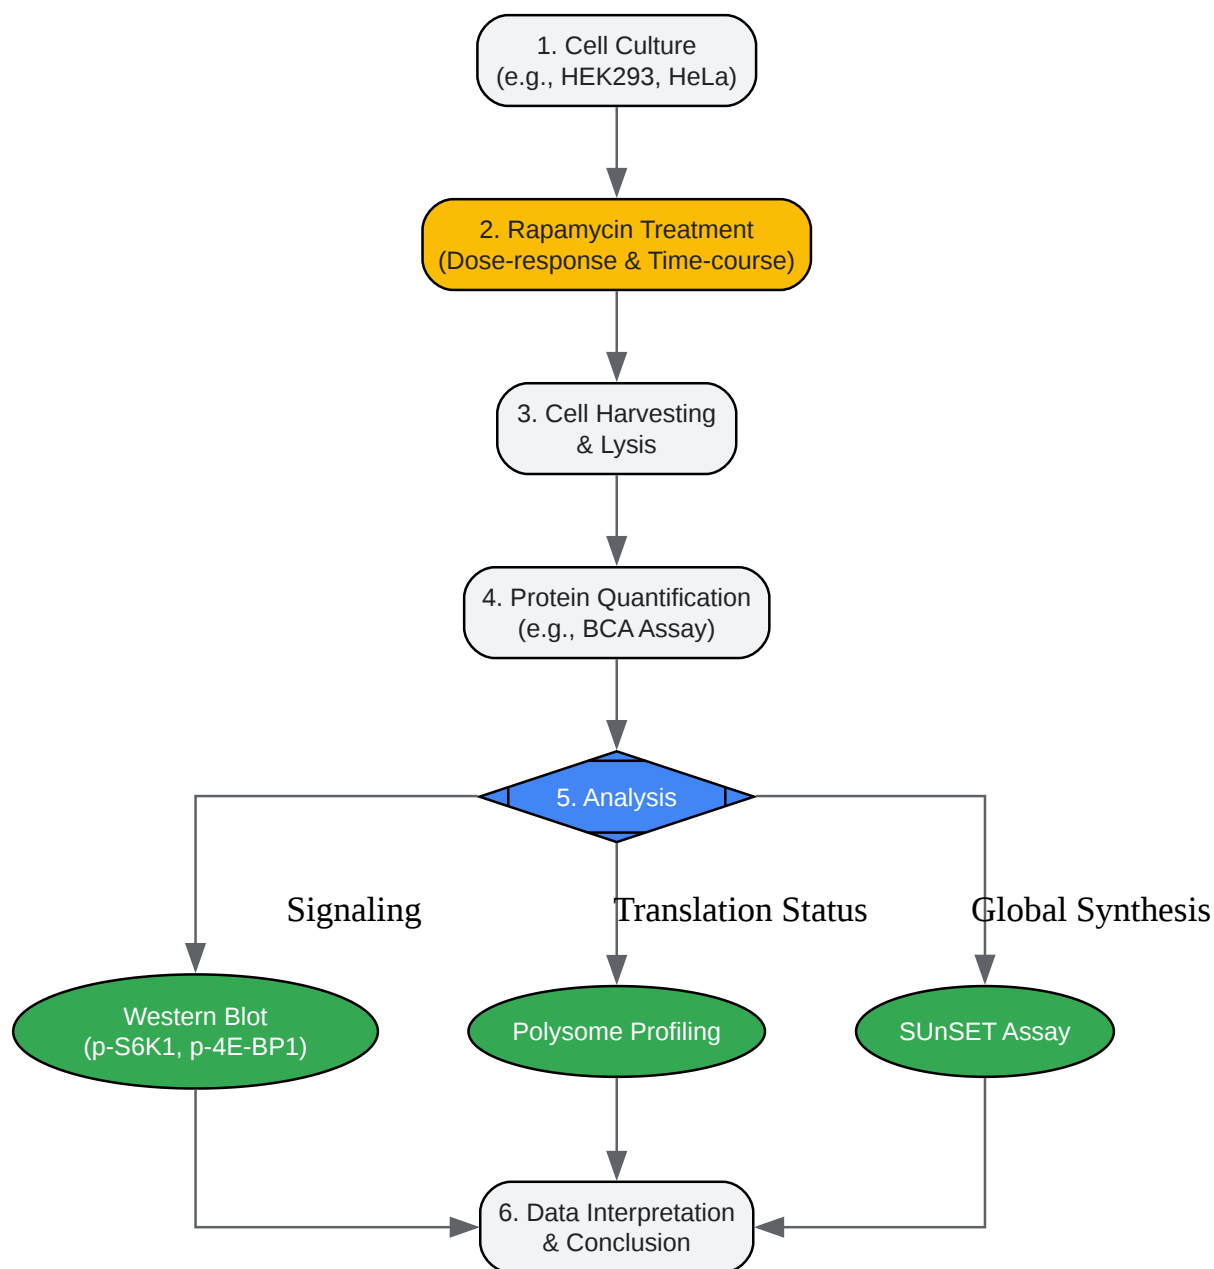 1. Cell Culture
(e.g., HEK293, HeLa)
2. Rapamycin Treatment
(Dose-response & Time-course)
3. Cell Harvesting
& Lysis
4. Protein Quantification
(e.g., BCA Assay)
5. Analysis
Signaling
Translation Status
Global Synthesis
Western Blot
(p-S6K1, p-4E-BP1)
Polysome Profiling
SUnSET Assay
6. Data Interpretation
& Conclusion